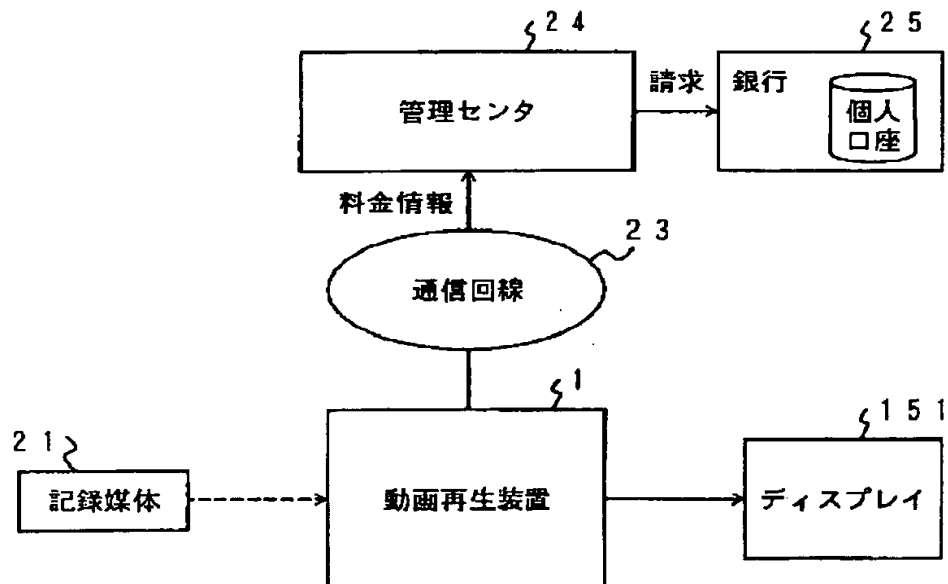 24
25
管理センタ
請求
銀行
個人
口座
料金情報
23
通信回線
1
151
21
記録媒体
動画再生装置
ディスプレイ